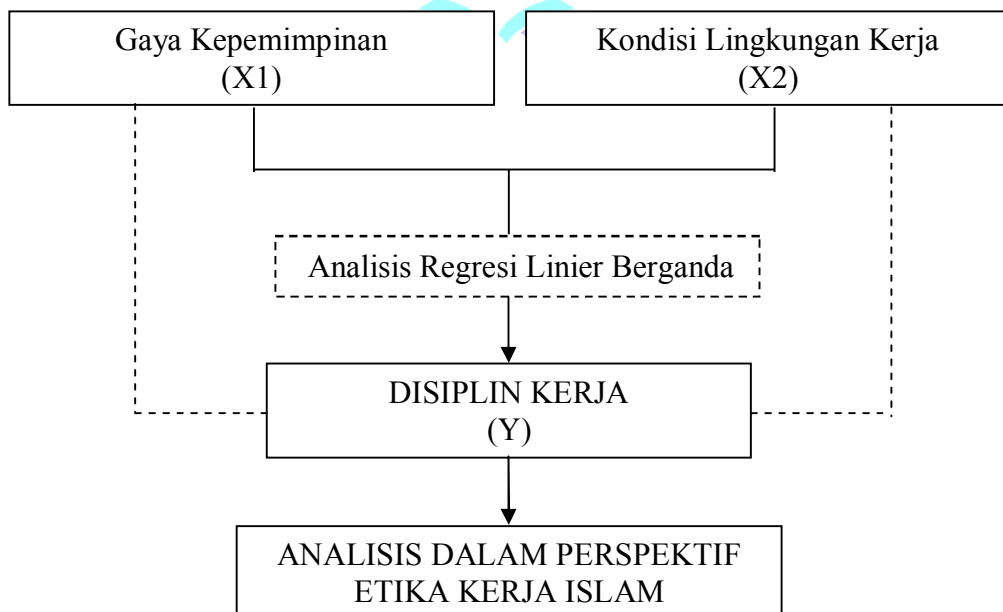 Gaya Kepemimpinan
(X1)
Kondisi Lingkungan Kerja
(X2)
Analisis Regresi Linier Berganda
DISIPLIN KERJA
(Y)
ANALISIS DALAM PERSPEKTIF
ETIKA KERJA ISLAM